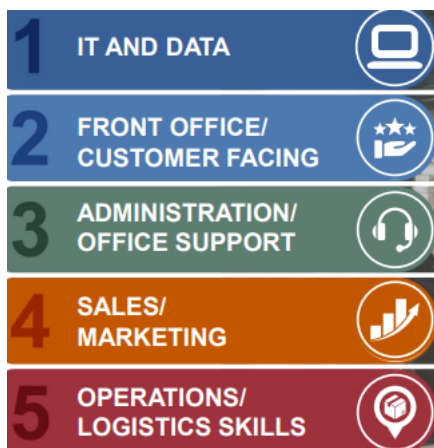 1 IT AND DATA
2 FRONT OFFICE/
CUSTOMER FACING
3 ADMINISTRATION/
OFFICE SUPPORT
4 SALES/
MARKETING
5 OPERATIONS/
LOGISTICS SKILLS